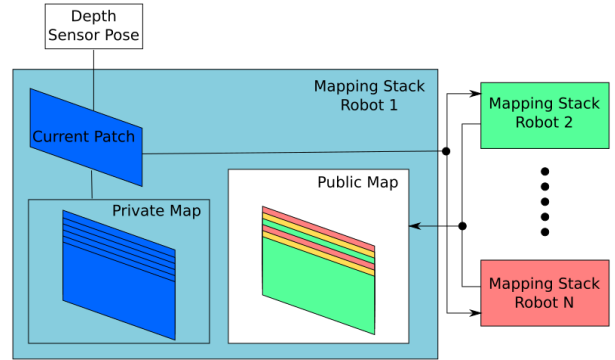 Depth
Sensor Pose
Mapping Stack
Robot 1
Current Patch
Private Map
Public Map
Mapping Stack
Robot 2
Mapping Stack
Robot N